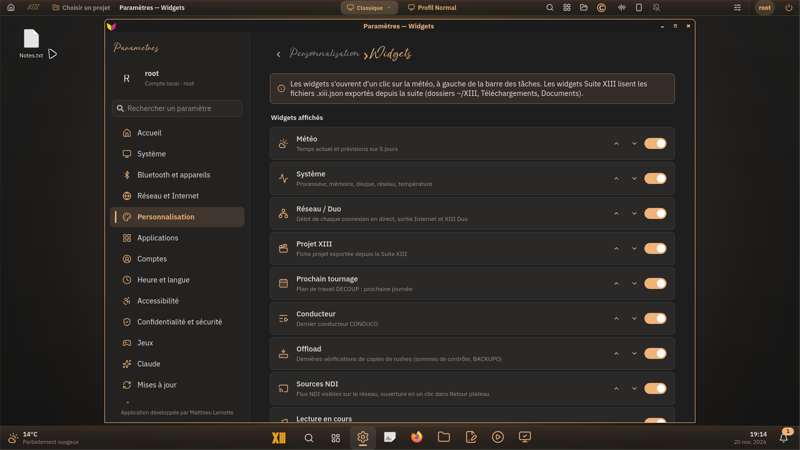 XIII
Choisir un projet
Paramètres — Widgets
Classique
Profil Normal
root
Notes.txt
Paramètres — Widgets
Paramètres
root
Compte local · root
Rechercher un paramètre
Accueil
Système
Bluetooth et appareils
Réseau et Internet
Personnalisation
Applications
Comptes
Heure et langue
Accessibilité
Confidentialité et sécurité
Jeux
Claude
Mises à jour
Application développée par Matthieu Lamotte
Personnalisation › Widgets
Les widgets s'ouvrent d'un clic sur la météo, à gauche de la barre des tâches. Les widgets Suite XIII lisent les
fichiers .xiii.json exportés depuis la suite (dossiers ~/XIII, Téléchargements, Documents).
Widgets affichés
Météo
Temps actuel et prévisions sur 5 jours
Système
Processeur, mémoire, disque, réseau, température
Réseau / Duo
Débit de chaque connexion en direct, sortie Internet et XIII Duo
Projet XIII
Fiche projet exportée depuis la Suite XIII
Prochain tournage
Plan de travail DECOUP : prochaine journée
Conducteur
Dernier conducteur CONDUCO
Offload
Dernières vérifications de copies de rushes (sommes de contrôle, BACKUPO)
Sources NDI
Flux NDI visibles sur le réseau, ouverture en un clic dans Retour plateau
Lecture en cours
14°C
Partiellement nuageux
XIII
19:14
20 nov. 2026
1